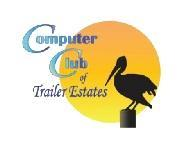 Computer
Club
of
Trailer Estates